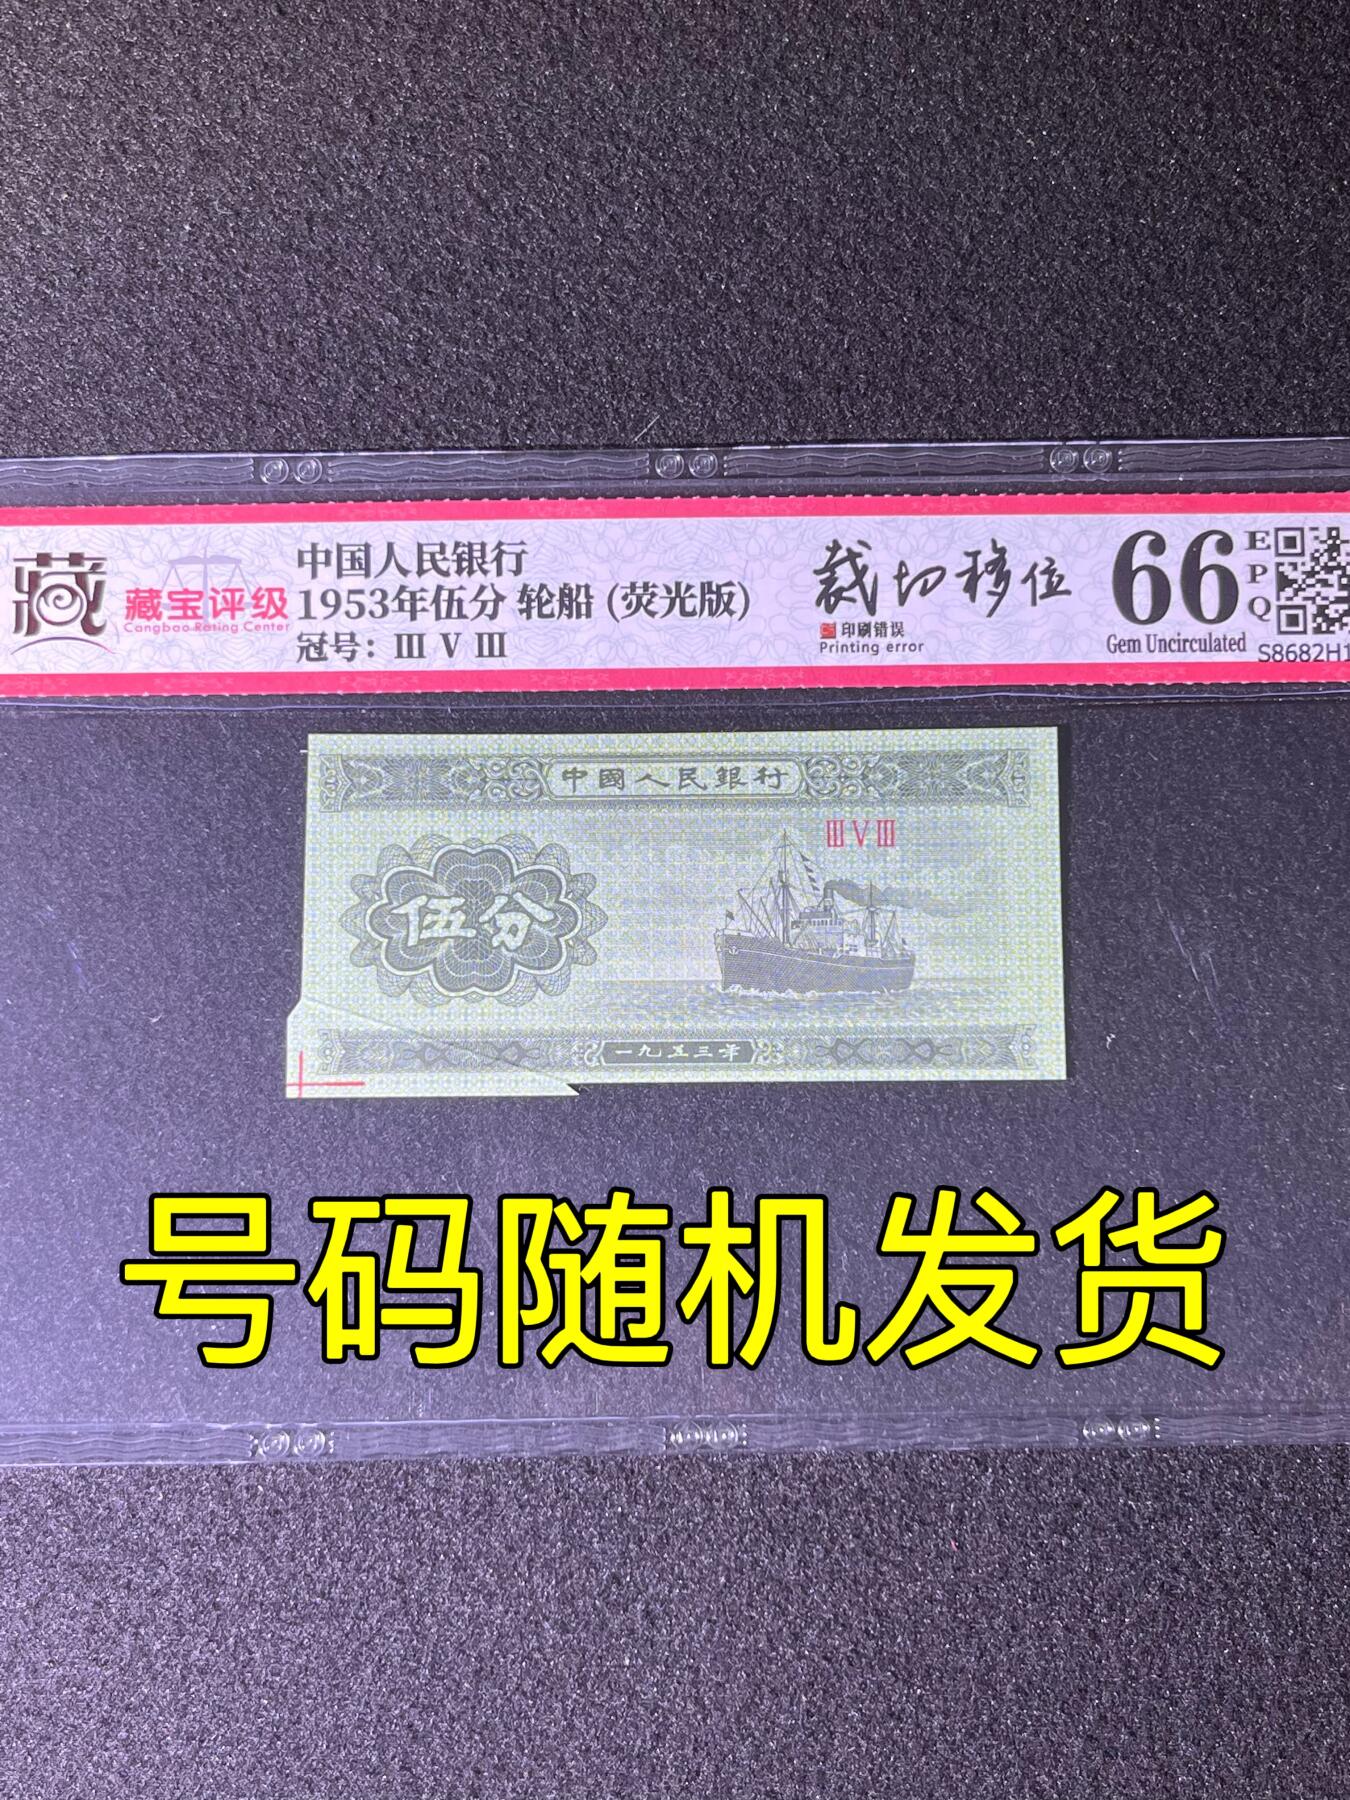 藏
藏宝评级
Cangbao Rating Center
中国人民银行
1953年伍分 轮船 (荧光版)
冠号: Ⅲ Ⅴ Ⅲ
裁切移位
印刷错误
Printing error
66
EPQ
Gem Uncirculated
S8682H1
中國人民銀行
ⅢⅤⅢ
伍分
一九五三年
号码随机发货